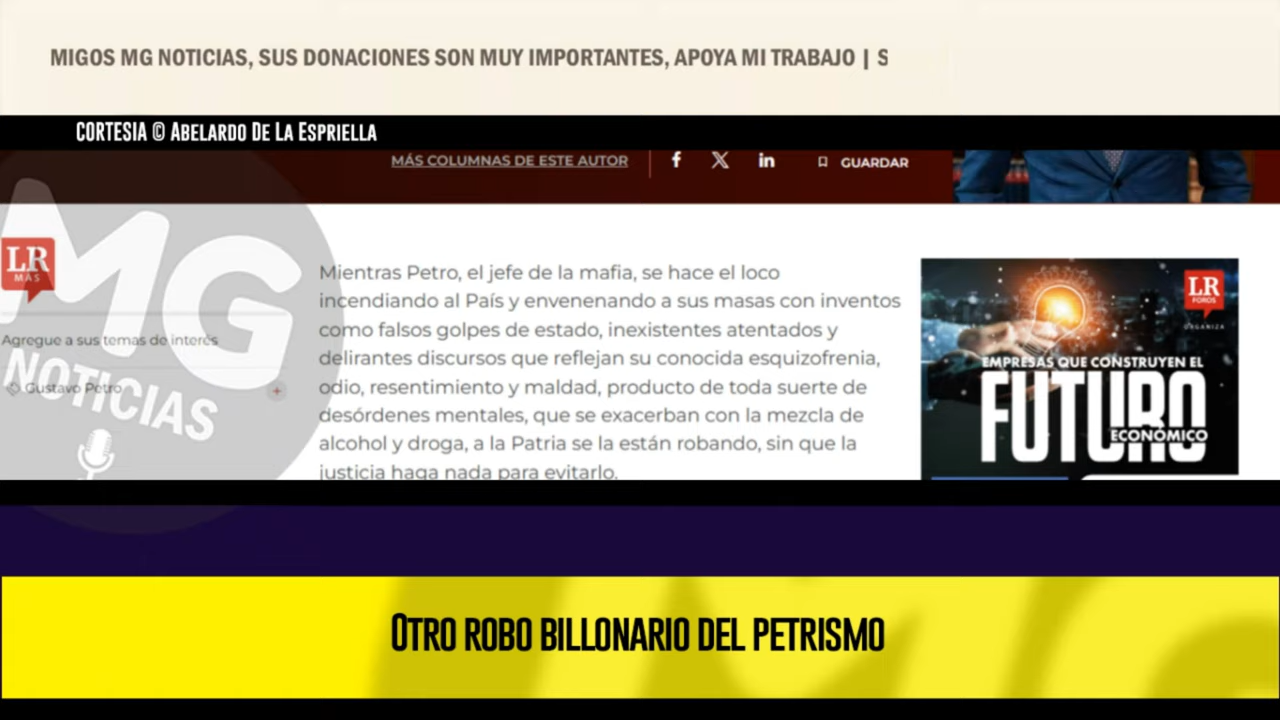 MIGOS MG NOTICIAS, SUS DONACIONES SON MUY IMPORTANTES, APOYA MI TRABAJO | S
CORTESIA © ABELARDO DE LA ESPRIELLA
MÁS COLUMNAS DE ESTE AUTOR
GUARDAR
MG
NOTICIAS
LR
MÁS
Agregue a sus temas de interés
Gustavo Petro
Mientras Petro, el jefe de la mafia, se hace el loco
incendiando al País y envenenando a sus masas con inventos
como falsos golpes de estado, inexistentes atentados y
delirantes discursos que reflejan su conocida esquizofrenia,
odio, resentimiento y maldad, producto de toda suerte de
desórdenes mentales, que se exacerban con la mezcla de
alcohol y droga, a la Patria se la están robando, sin que la
justicia haga nada para evitarlo.
LR
FOROS
ORGANIZA
EMPRESAS QUE CONSTRUYEN EL
FUTURO
ECONÓMICO
OTRO ROBO BILLONARIO DEL PETRISMO